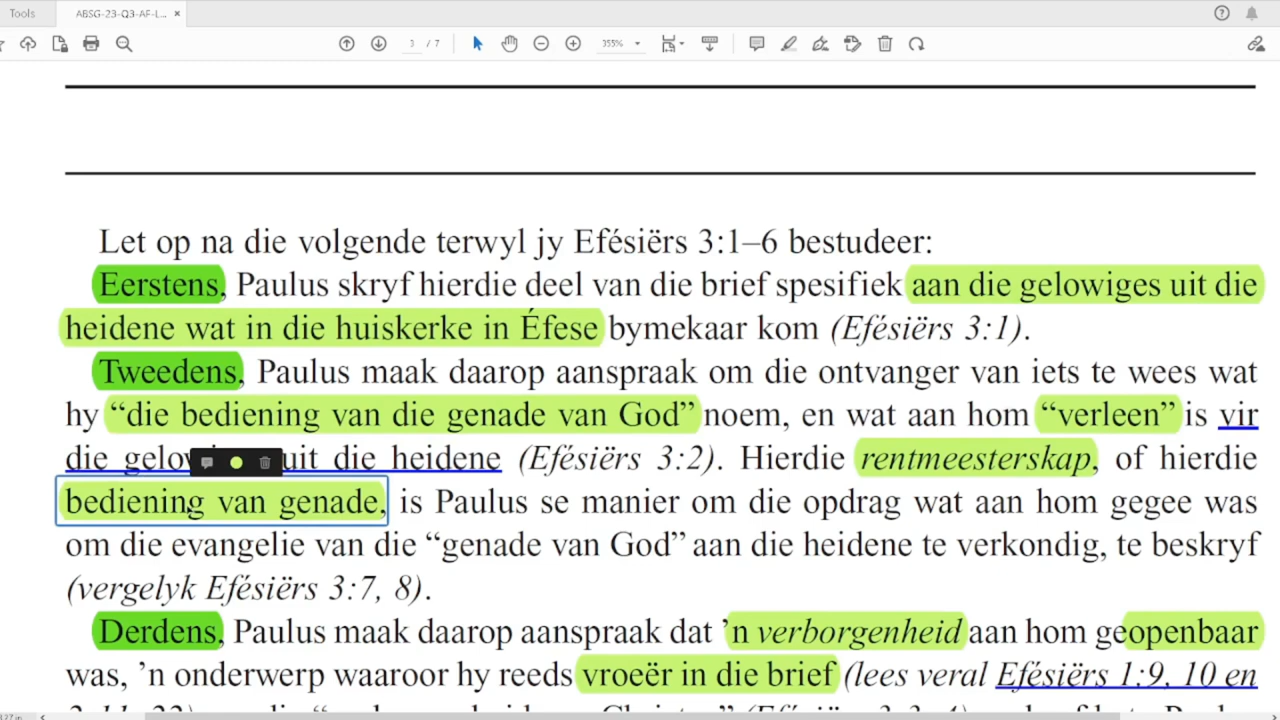 Tools
ABSG-23-Q3-AF-L... ×
3 / 7
355%
Let op na die volgende terwyl jy Efésiërs 3:1–6 bestudeer:
Eerstens, Paulus skryf hierdie deel van die brief spesifiek aan die gelowiges uit die
heidene wat in die huiskerke in Éfese bymekaar kom (Efésiërs 3:1).
Tweedens, Paulus maak daarop aanspraak om die ontvanger van iets te wees wat
hy “die bediening van die genade van God” noem, en wat aan hom “verleen” is vir
die uit die heidene (Efésiërs 3:2). Hierdie rentmeesterskap, of hierdie
bediening van genade, is Paulus se manier om die opdrag wat aan hom gegee was
om die evangelie van die “genade van God” aan die heidene te verkondig, te beskryf
(vergelyk Efésiërs 3:7, 8).
Derdens, Paulus maak daarop aanspraak dat ’n verborgenheid aan hom geopenbaar
was, ’n onderwerp waaroor hy reeds vroeër in die brief (lees veral Efésiërs 1:9, 10 en